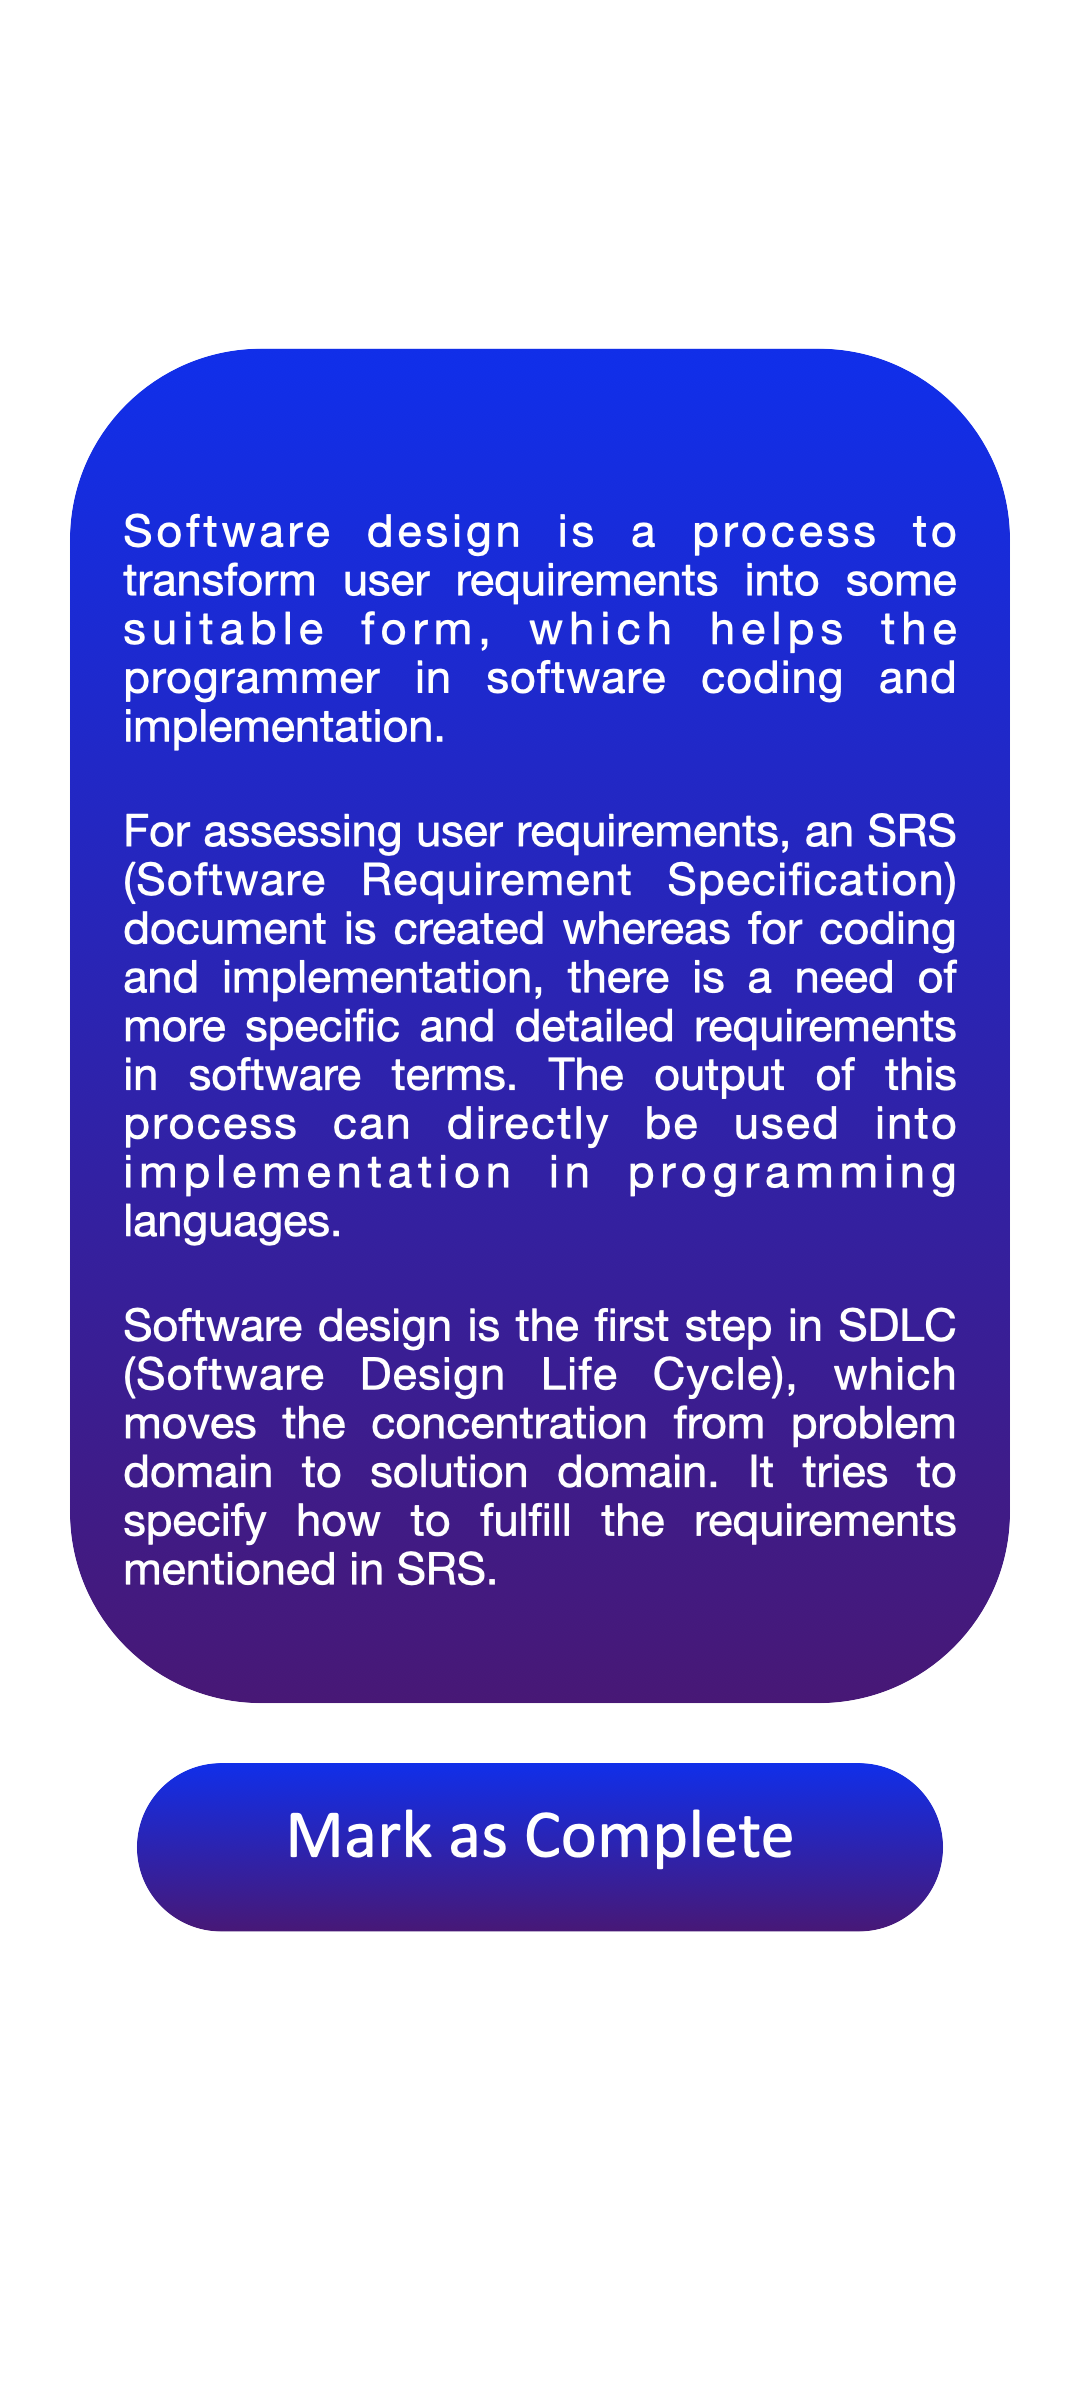 Software design is a process to
transform user requirements into some
suitable form, which helps the
programmer in software coding and
implementation.
For assessing user requirements, an SRS
(Software Requirement Specification)
document is created whereas for coding
and implementation, there is a need of
more specific and detailed requirements
in software terms. The output of this
process can directly be used into
implementation in programming
languages.
Software design is the first step in SDLC
(Software Design Life Cycle), which
moves the concentration from problem
domain to solution domain. It tries to
specify how to fulfill the requirements
mentioned in SRS.
Mark as Complete